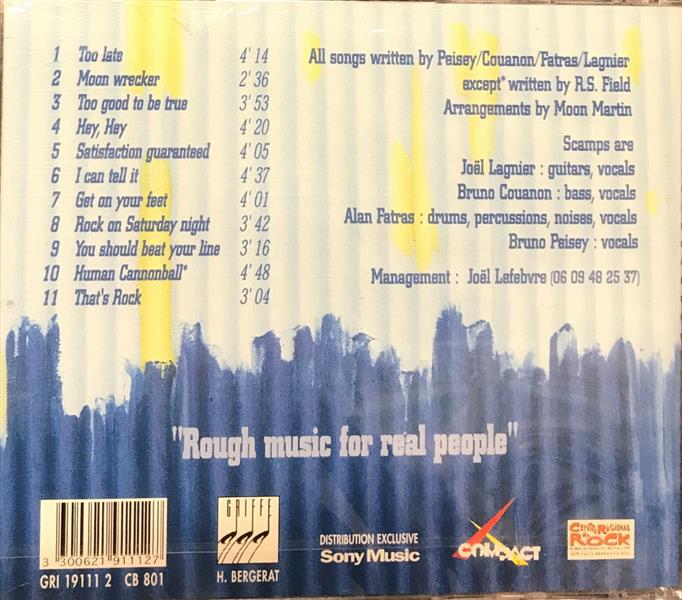 1 Too late 4'14
2 Moon wrecker 2'36
3 Too good to be true 3'53
4 Hey, Hey 4'20
5 Satisfaction guaranteed 4'05
6 I can tell it 4'37
7 Get on your feet 4'01
8 Rock on Saturday night 3'42
9 You should beat your line 3'16
10 Human Cannonball* 4'48
11 That's Rock 3'04
All songs written by Peisey/Couanon/Fatras/Lagnier
except* written by R.S. Field
Arrangements by Moon Martin
Scamps are
Joël Lagnier : guitars, vocals
Bruno Couanon : bass, vocals
Alan Fatras : drums, percussions, noises, vocals
Bruno Peisey : vocals
Management : Joël Lefebvre (06 09 48 25 37)
"Rough music for real people"
3 300621 911127
GRI 19111 2 CB 801
GRIFFE
H. BERGERAT
DISTRIBUTION EXCLUSIVE
Sony Music
COMPACT
CENTRE RÉGIONAL
DU ROCK